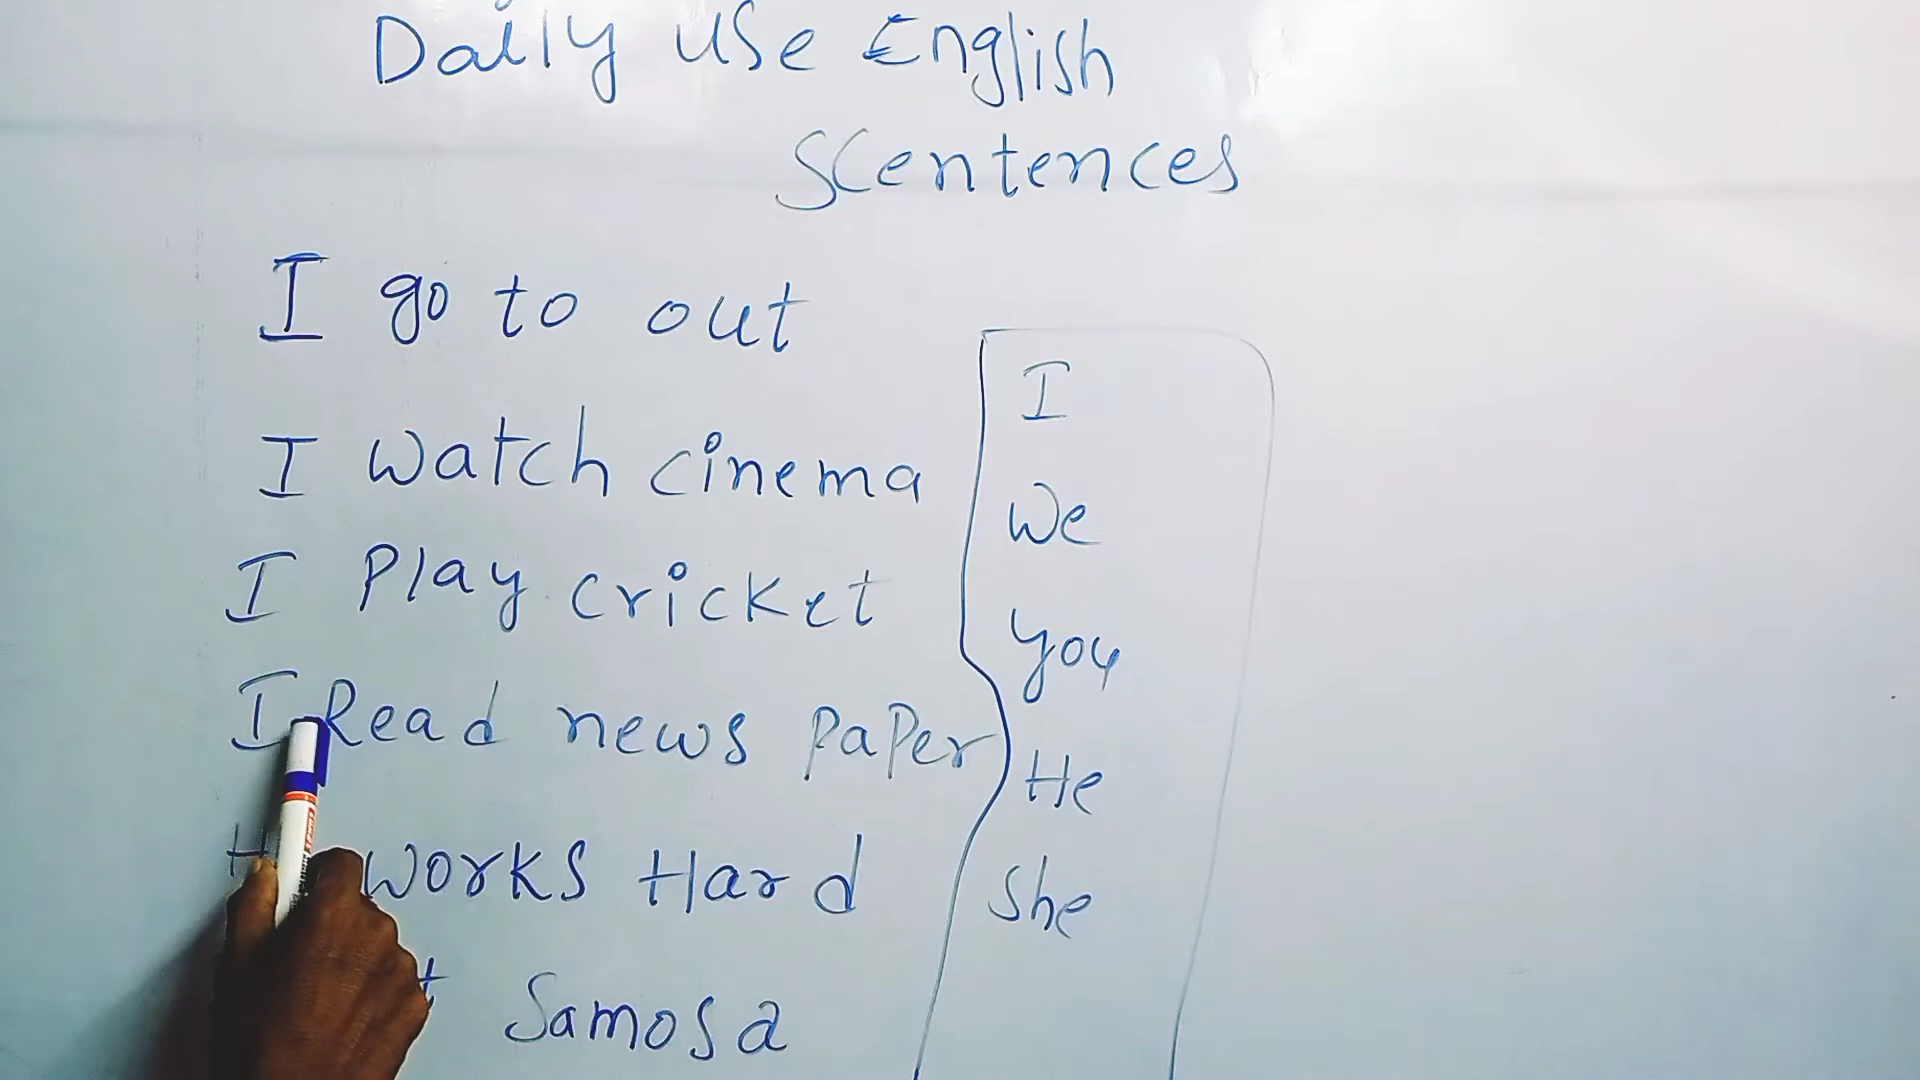 Daily use English
Scentences
I go to out
I watch cinema
I Play cricket
I Read news paper
works Hard
Samosa
I
We
you
He
She